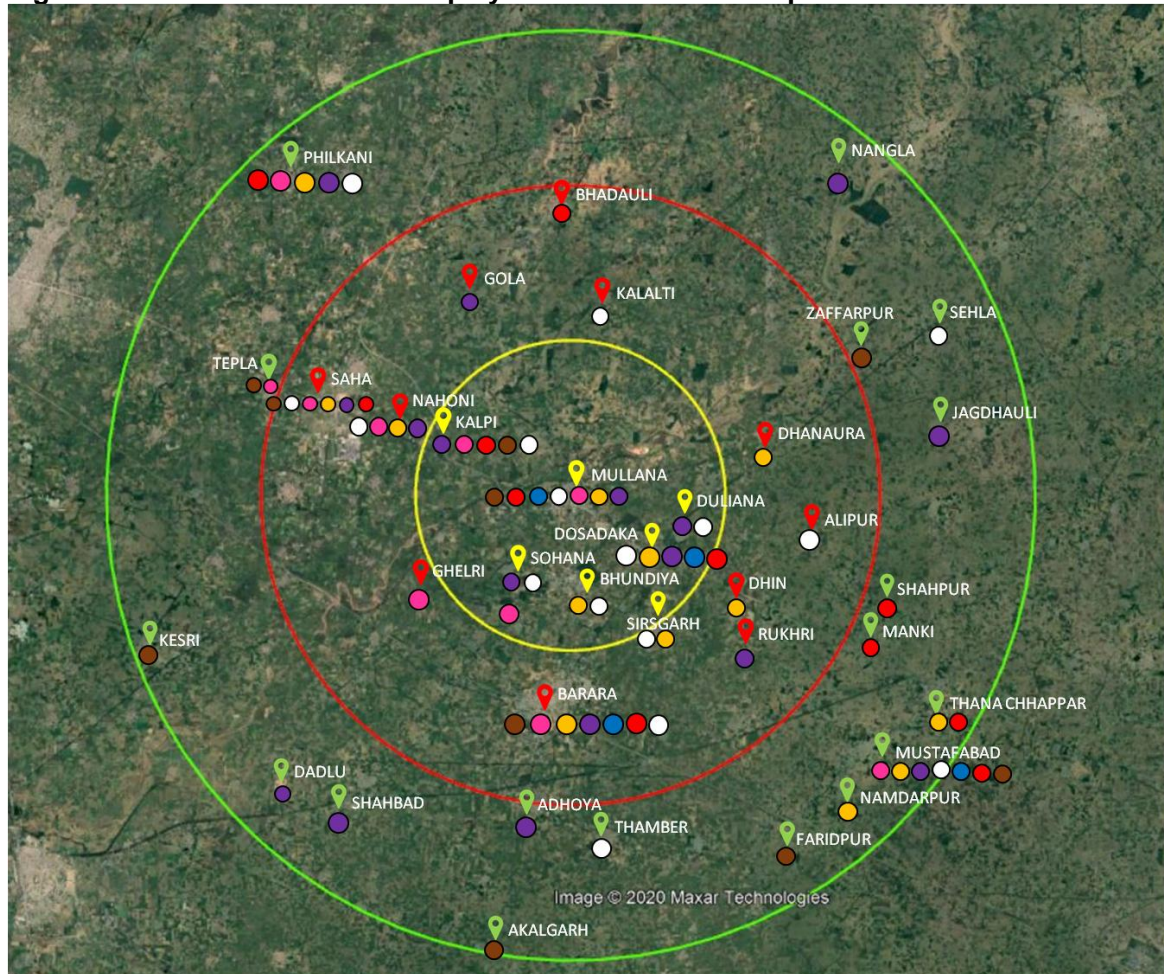 PHILKANI
NANGLA
BHADAULI
GOLA
KALALTI
ZAFFARPUR
SEHLA
TEPLA
SAHA
NAHONI
JAGDHAULI
KALPI
DHANAURA
MULLANA
DULIANA
ALIPUR
DOSADAKA
SOHANA
GHELRI
BHUNDIYA
DHIN
SHAHPUR
SIRSGARH
RUKHRI
MANKI
KESRI
BARARA
THANA CHHAPPAR
MUSTAFABAD
DADLU
SHAHBAD
ADHOYA
NAMDARPUR
THAMBER
FARIDPUR
Image © 2020 Maxar Technologies
AKALGARH